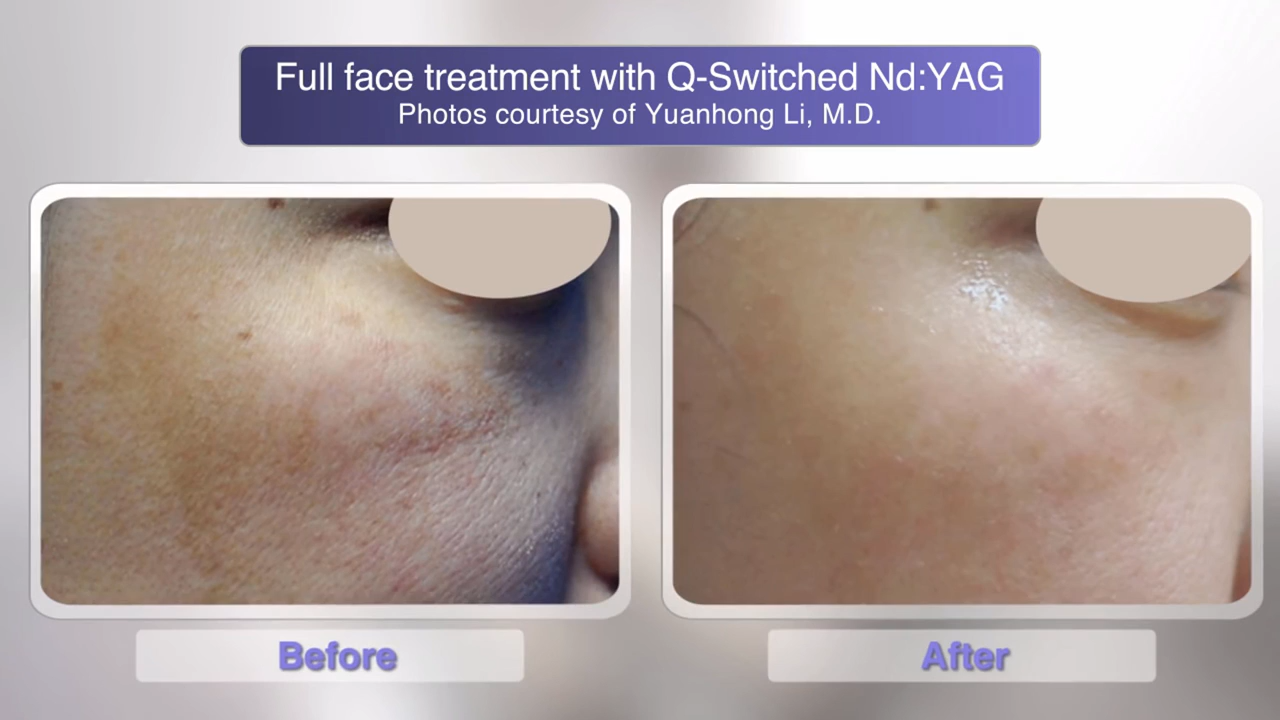 Full face treatment with Q-Switched Nd:YAG
Photos courtesy of Yuanhong Li, M.D.
Before
After